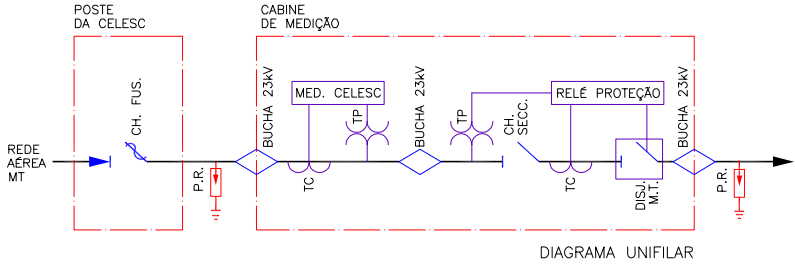 POSTE
DA CELESC
CABINE
DE MEDIÇÃO
REDE
AÉREA
MT
CH. FUS.
P.R.
BUCHA 23kV
MED. CELESC
TC
TP
BUCHA 23kV
TP
CH.
SECC.
RELÉ PROTEÇÃO
TC
DISJ.
M.T.
BUCHA 23kV
P.R.
DIAGRAMA UNIFILAR